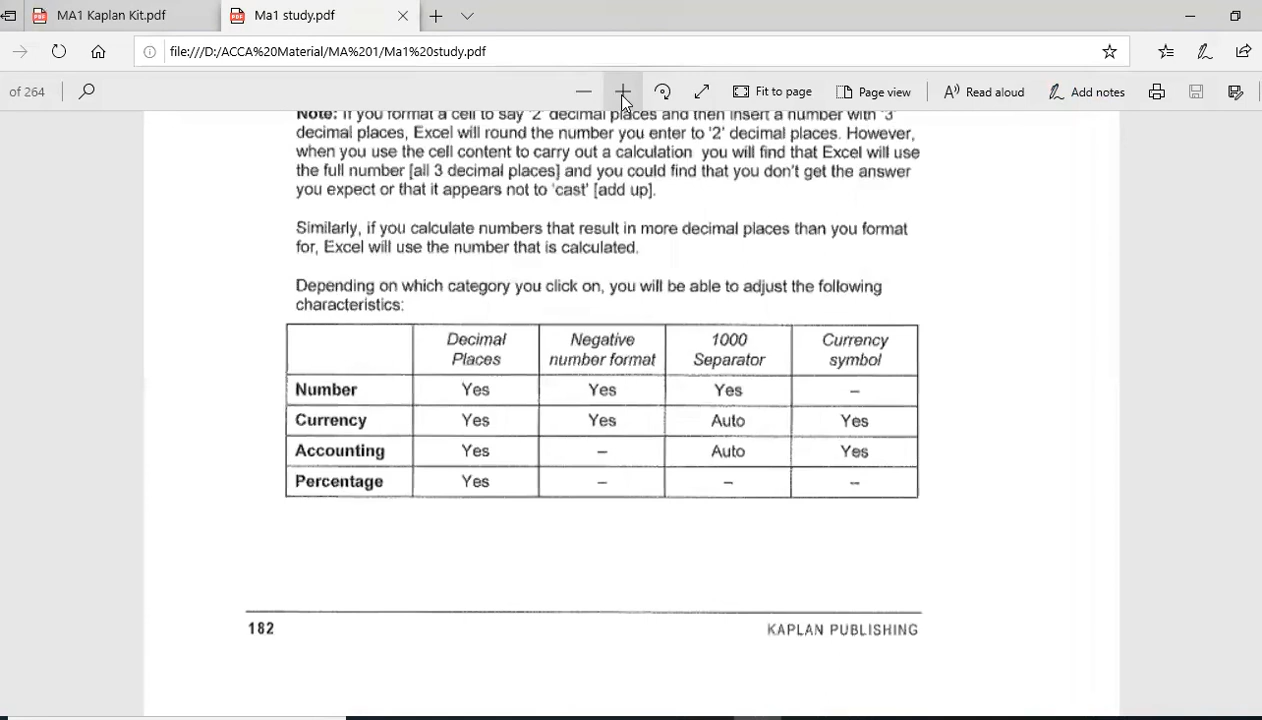 MA1 Kaplan Kit.pdf
Ma1 study.pdf
file:///D:/ACCA%20Material/MA%201/Ma1%20study.pdf
of 264
Fit to page
Page view
Read aloud
Add notes
Note: If you format a cell to say '2' decimal places and then insert a number with '3'
decimal places, Excel will round the number you enter to '2' decimal places. However,
when you use the cell content to carry out a calculation you will find that Excel will use
the full number [all 3 decimal places] and you could find that you don't get the answer
you expect or that it appears not to 'cast' [add up].
Similarly, if you calculate numbers that result in more decimal places than you format
for, Excel will use the number that is calculated.
Depending on which category you click on, you will be able to adjust the following
characteristics:
Decimal Places Negative number format 1000 Separator Currency symbol
Number Yes Yes Yes –
Currency Yes Yes Auto Yes
Accounting Yes – Auto Yes
Percentage Yes – – –
182 KAPLAN PUBLISHING